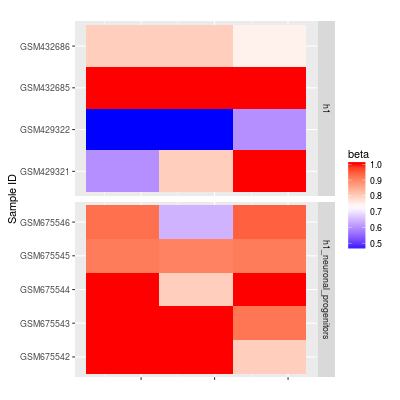 GSM432686
GSM432685
GSM429322
GSM429321
h1
GSM675546
GSM675545
GSM675544
GSM675543
GSM675542
h1_neuronal_progenitors
Sample ID
beta
1.0
0.9
0.8
0.7
0.6
0.5